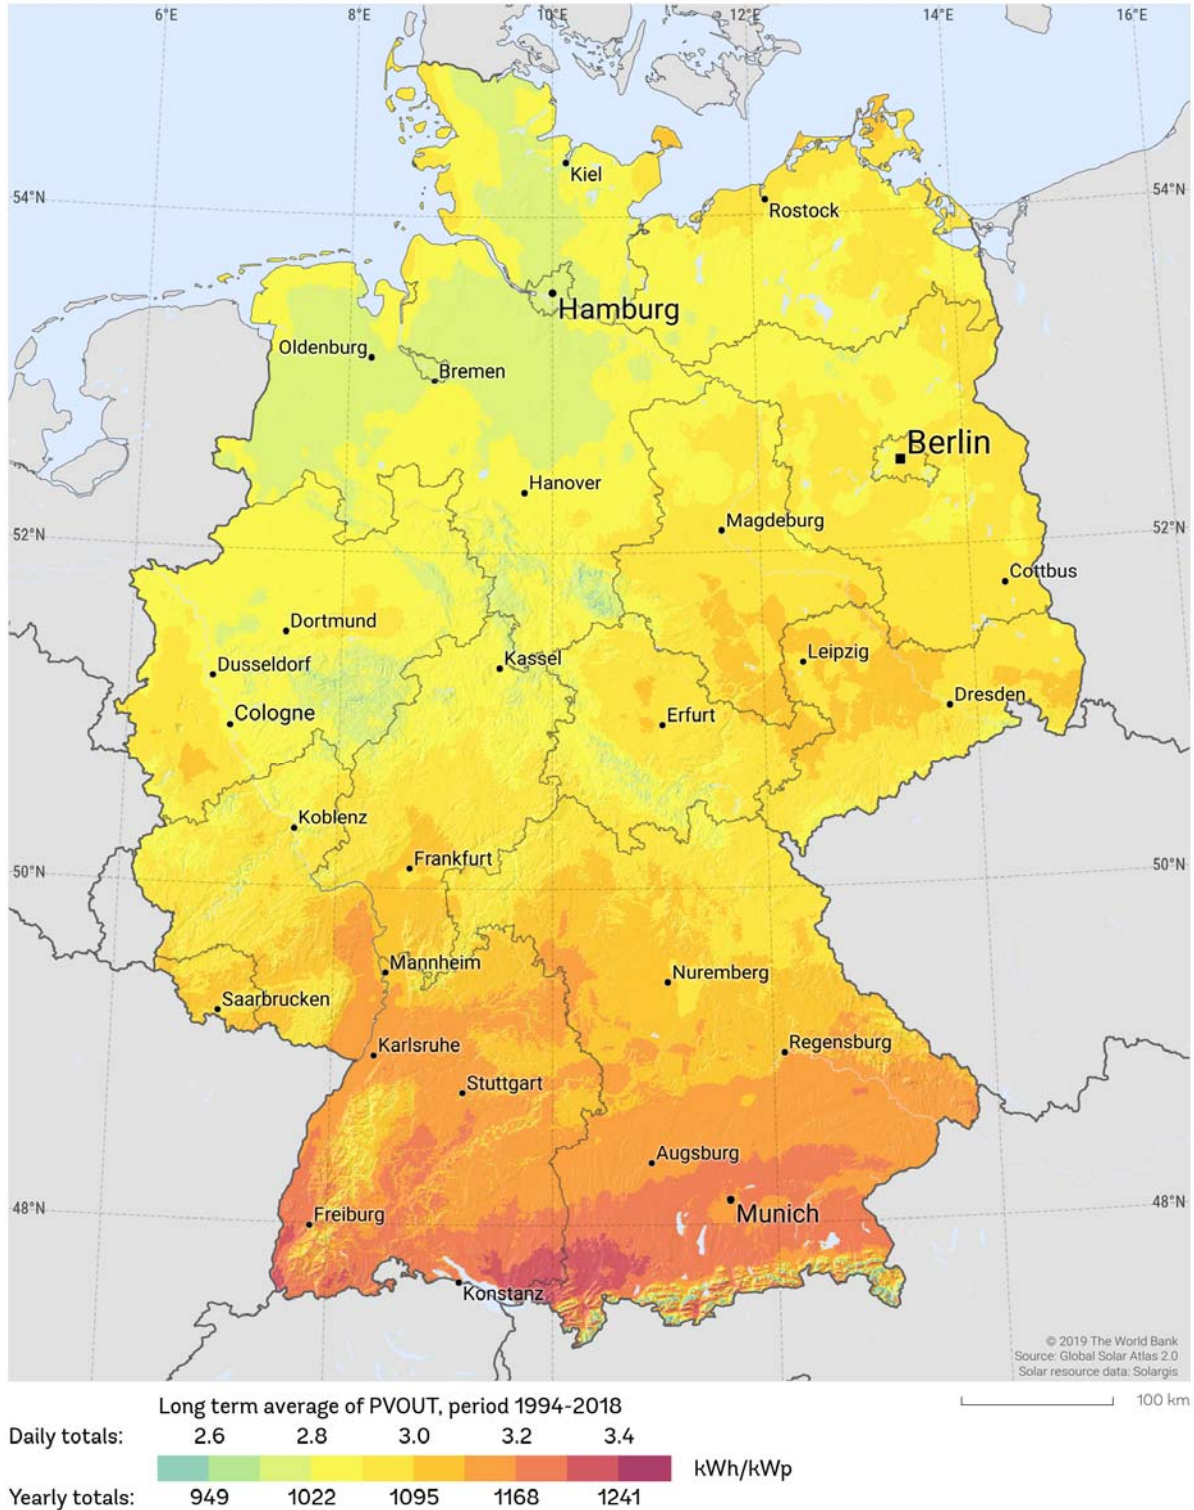 6°E 8°E 10°E 12°E 14°E 16°E
Kiel
54°N 54°N
Rostock
Hamburg
Oldenburg
Bremen
Berlin
Hanover
Magdeburg
52°N 52°N
Cottbus
Dortmund
Leipzig
Kassel
Dusseldorf
Dresden
Cologne
Erfurt
Koblenz
Frankfurt
50°N 50°N
Mannheim
Nuremberg
Saarbrucken
Karlsruhe
Regensburg
Stuttgart
Augsburg
48°N 48°N
Freiburg
Munich
Konstanz
© 2019 The World Bank
Source: Global Solar Atlas 2.0
Solar resource data: Solargis
Long term average of PVOUT, period 1994-2018
100 km
Daily totals: 2.6 2.8 3.0 3.2 3.4
kWh/kWp
Yearly totals: 949 1022 1095 1168 1241